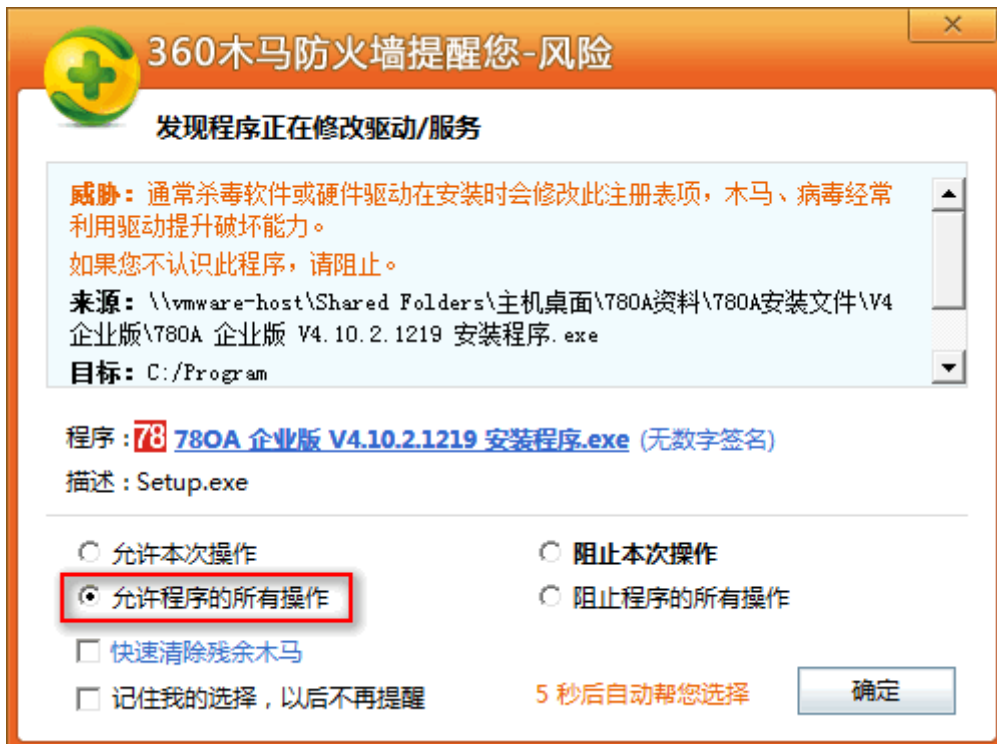 360木马防火墙提醒您-风险
发现程序正在修改驱动/服务
威胁：通常杀毒软件或硬件驱动在安装时会修改此注册表项，木马、病毒经常
利用驱动提升破坏能力。
如果您不认识此程序，请阻止。
来源：\\vmware-host\Shared Folders\主机桌面\78OA资料\78OA安装文件\V4
企业版\78OA 企业版 V4.10.2.1219 安装程序.exe
目标：C:/Program
程序：78 78OA 企业版 V4.10.2.1219 安装程序.exe (无数字签名)
描述：Setup.exe
允许本次操作 阻止本次操作
允许程序的所有操作 阻止程序的所有操作
快速清除残余木马
记住我的选择，以后不再提醒 5 秒后自动帮您选择 确定